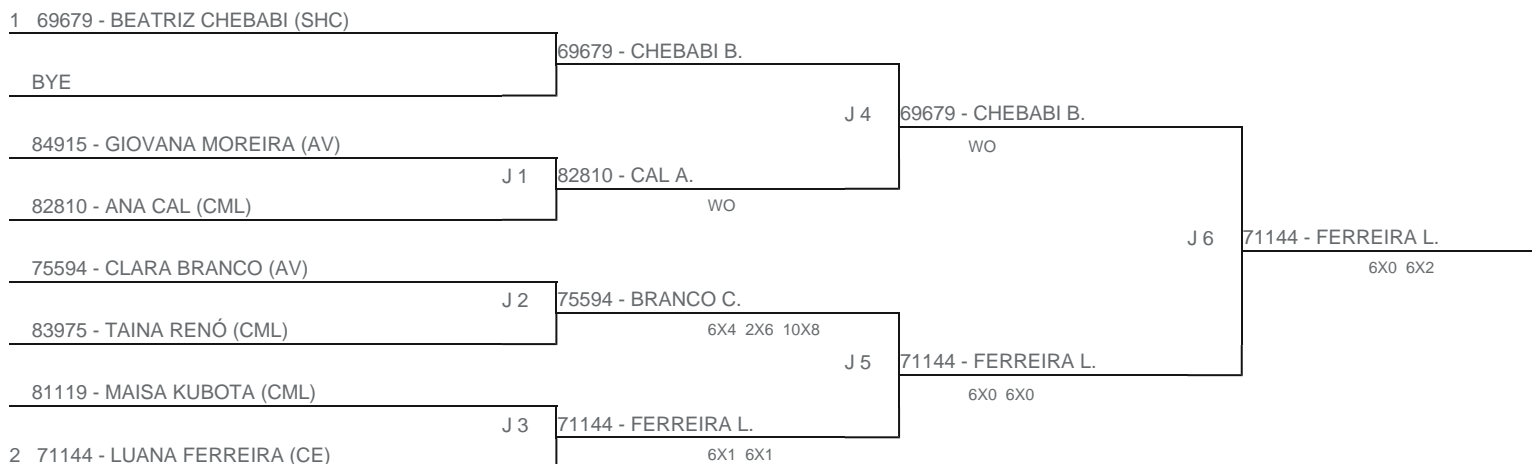 1 69679 - BEATRIZ CHEBABI (SHC)
69679 - CHEBABI B.
BYE
J 4 69679 - CHEBABI B.
WO
84915 - GIOVANA MOREIRA (AV)
J 1 82810 - CAL A.
WO
82810 - ANA CAL (CML)
J 6 71144 - FERREIRA L.
6X0 6X2
75594 - CLARA BRANCO (AV)
J 2 75594 - BRANCO C.
6X4 2X6 10X8
83975 - TAINA RENÓ (CML)
J 5 71144 - FERREIRA L.
6X0 6X0
81119 - MAISA KUBOTA (CML)
J 3 71144 - FERREIRA L.
6X1 6X1
2 71144 - LUANA FERREIRA (CE)